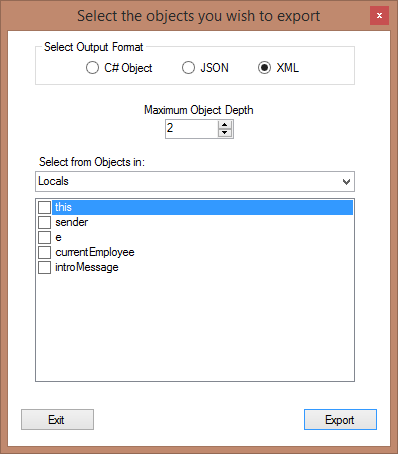 Select the objects you wish to export
x
Select Output Format
C# Object JSON XML
Maximum Object Depth
2
Select from Objects in:
Locals
this
sender
e
currentEmployee
introMessage
Exit Export